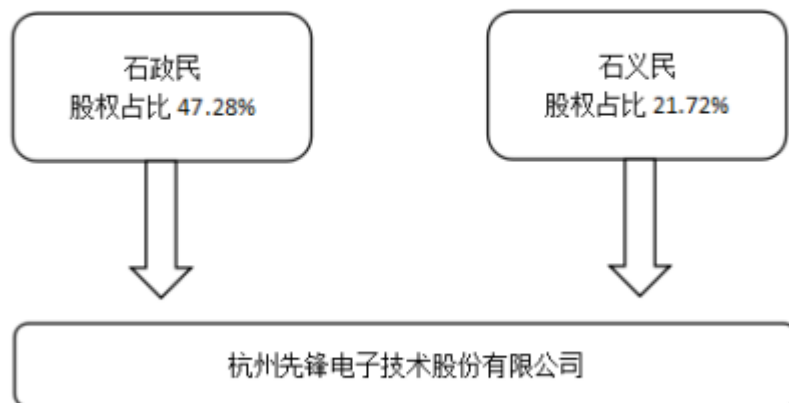 石政民
股权占比 47.28%
石义民
股权占比 21.72%
杭州先锋电子技术股份有限公司